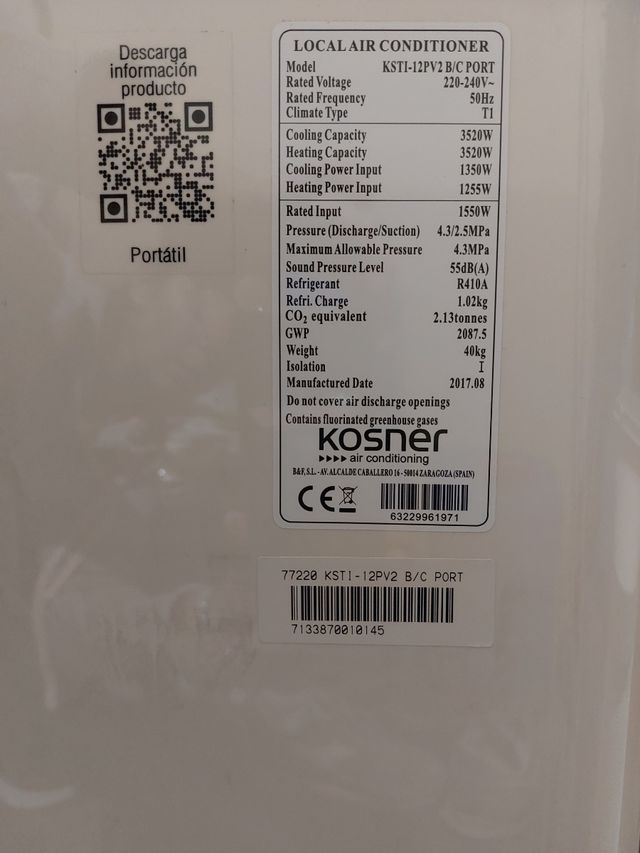 Descarga
información
producto
Portátil
LOCAL AIR CONDITIONER
Model KSTI-12PV2 B/C PORT
Rated Voltage 220-240V~
Rated Frequency 50Hz
Climate Type T1
Cooling Capacity 3520W
Heating Capacity 3520W
Cooling Power Input 1350W
Heating Power Input 1255W
Rated Input 1550W
Pressure (Discharge/Suction) 4.3/2.5MPa
Maximum Allowable Pressure 4.3MPa
Sound Pressure Level 55dB(A)
Refrigerant R410A
Refri. Charge 1.02kg
CO₂ equivalent 2.13tonnes
GWP 2087.5
Weight 40kg
Isolation I
Manufactured Date 2017.08
Do not cover air discharge openings
Contains fluorinated greenhouse gases
Kosner
air conditioning
B&F, S.L. - AV. ALCALDE CABALLERO 16 - 50014 ZARAGOZA (SPAIN)
CE
63229961971
77220 KSTI-12PV2 B/C PORT
7133870010145